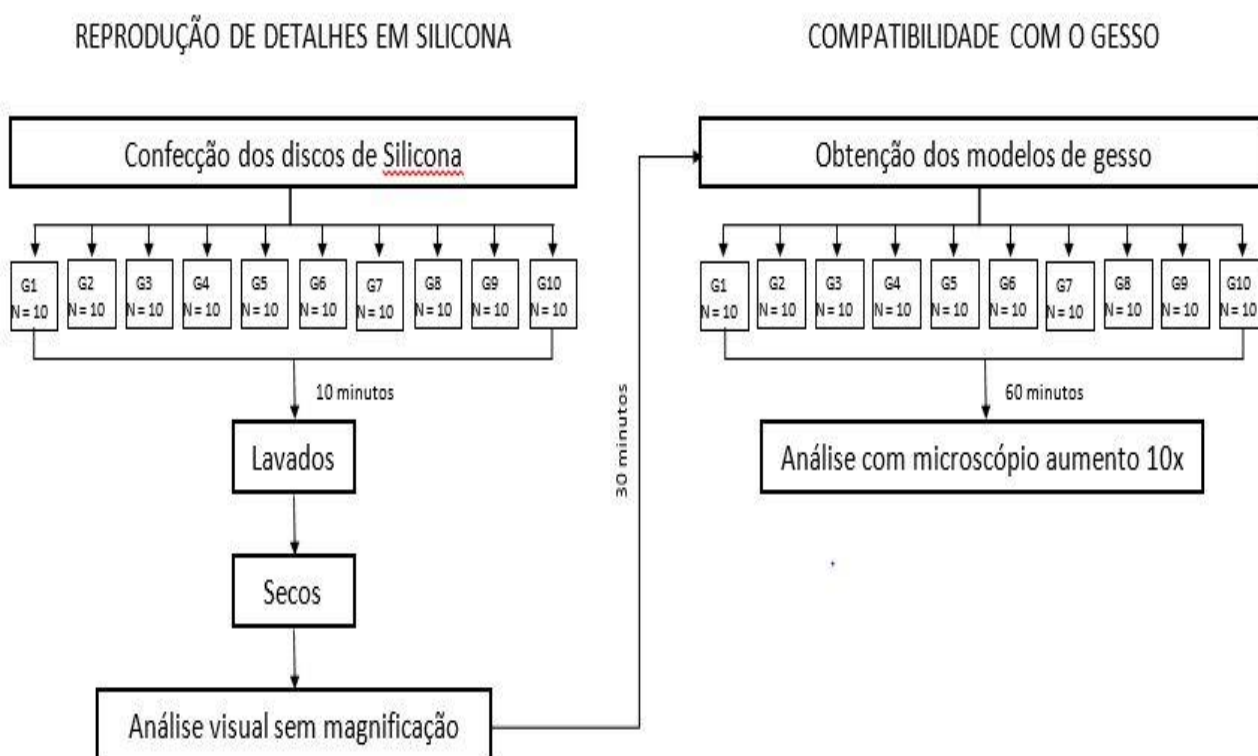 REPRODUÇÃO DE DETALHES EM SILICONA
Confecção dos discos de Silicona
G1 G2 G3 G4 G5 G6 G7 G8 G9 G10
N = 10 N = 10 N = 10 N = 10 N = 10 N = 10 N = 10 N = 10 N = 10 N = 10
10 minutos
Lavados
Secos
Análise visual sem magnificação
30 minutos
COMPATIBILIDADE COM O GESSO
Obtenção dos modelos de gesso
G1 G2 G3 G4 G5 G6 G7 G8 G9 G10
N = 10 N = 10 N = 10 N = 10 N = 10 N = 10 N = 10 N = 10 N = 10 N = 10
60 minutos
Análise com microscópio aumento 10x